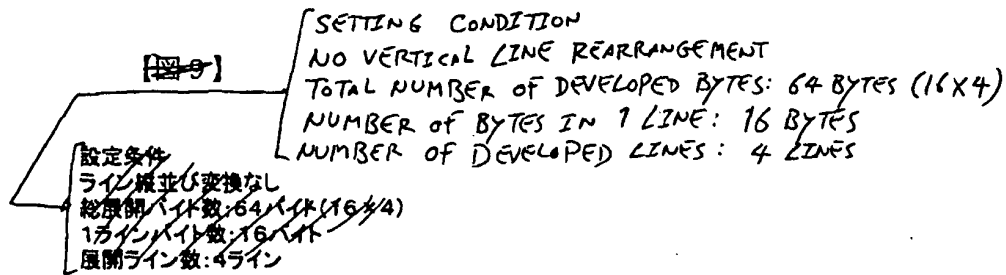 SETTING CONDITION
NO VERTICAL LINE REARRANGEMENT
TOTAL NUMBER OF DEVELOPED BYTES: 64 BYTES (16X4)
NUMBER OF BYTES IN 1 LINE: 16 BYTES
NUMBER OF DEVELOPED LINES: 4 LINES
【図9】
設定条件
ライン縦並び変換なし
総展開バイト数:64バイト(16×4)
1ラインバイト数:16バイト
展開ライン数:4ライン